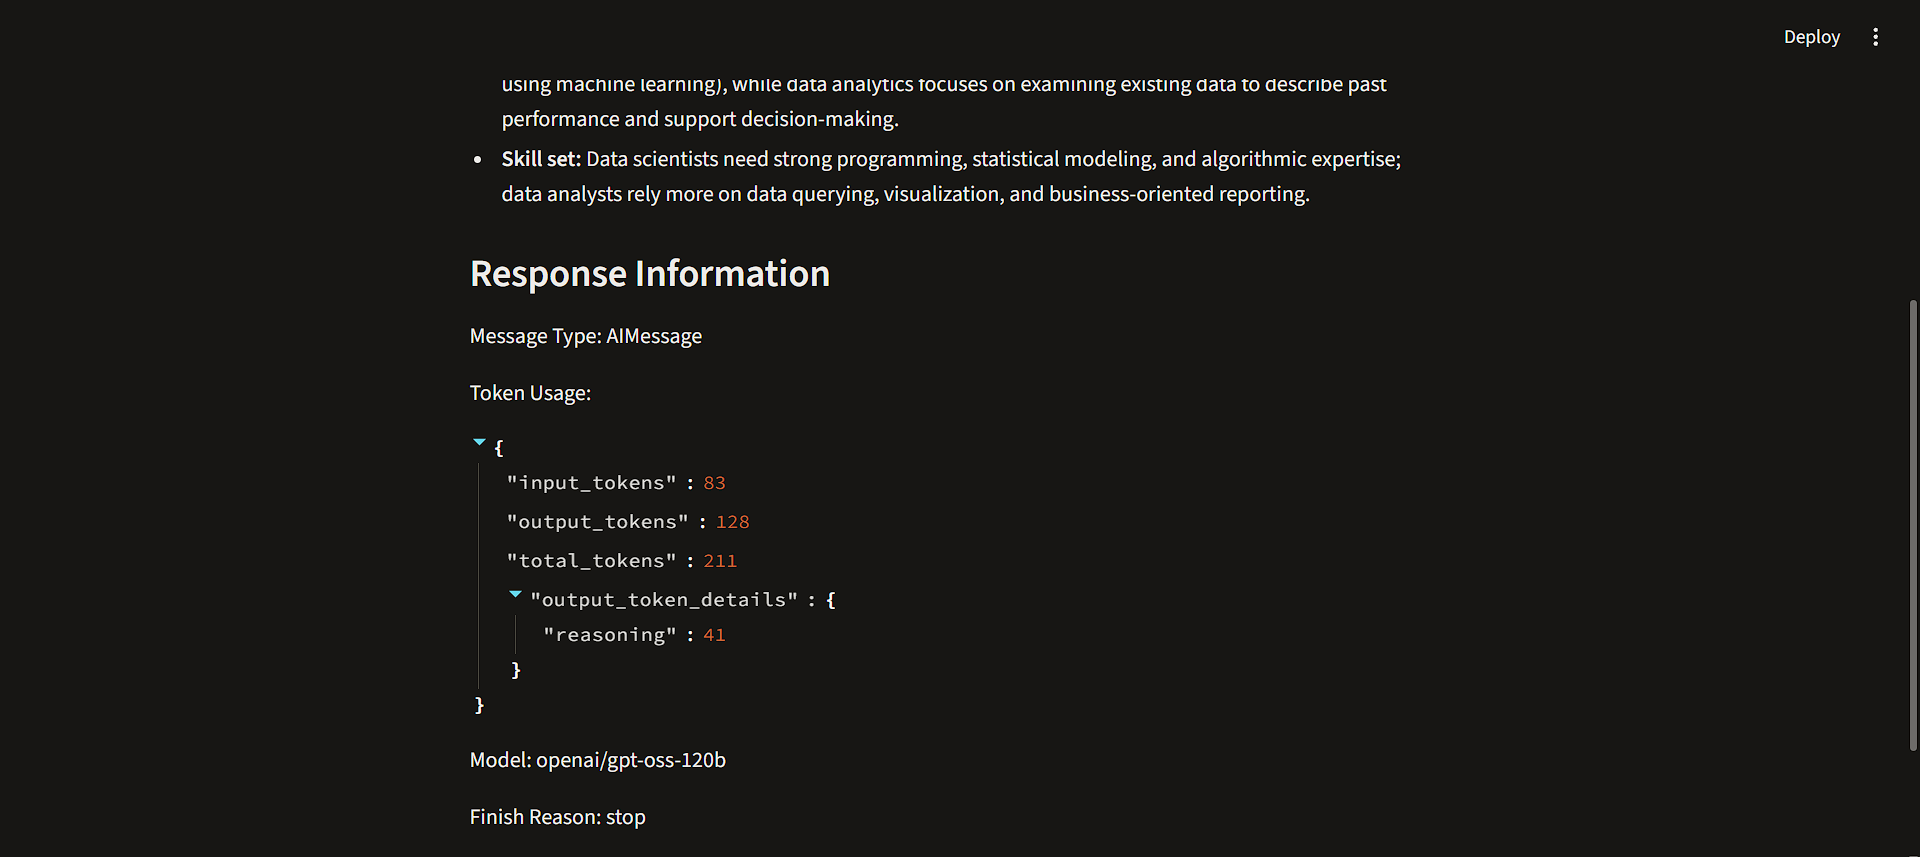 Deploy
using machine learning), while data analytics focuses on examining existing data to describe past
performance and support decision-making.
• Skill set: Data scientists need strong programming, statistical modeling, and algorithmic expertise;
data analysts rely more on data querying, visualization, and business-oriented reporting.
Response Information
Message Type: AIMessage
Token Usage:
{
"input_tokens" : 83
"output_tokens" : 128
"total_tokens" : 211
"output_token_details" : {
"reasoning" : 41
}
}
Model: openai/gpt-oss-120b
Finish Reason: stop